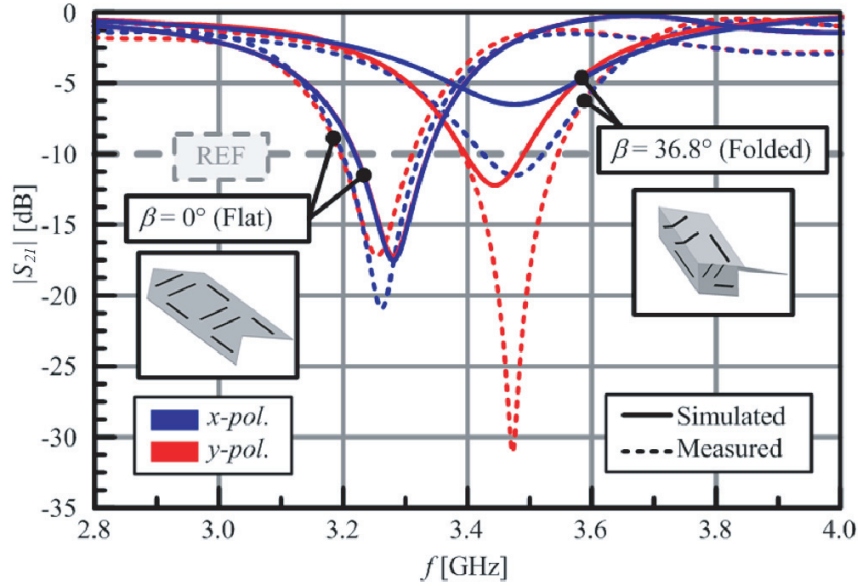 0
-5
-10
-15
-20
-25
-30
-35
|S21| [dB]
REF
β = 0° (Flat)
β = 36.8° (Folded)
x-pol.
y-pol.
Simulated
Measured
2.8 3.0 3.2 3.4 3.6 3.8 4.0
f [GHz]